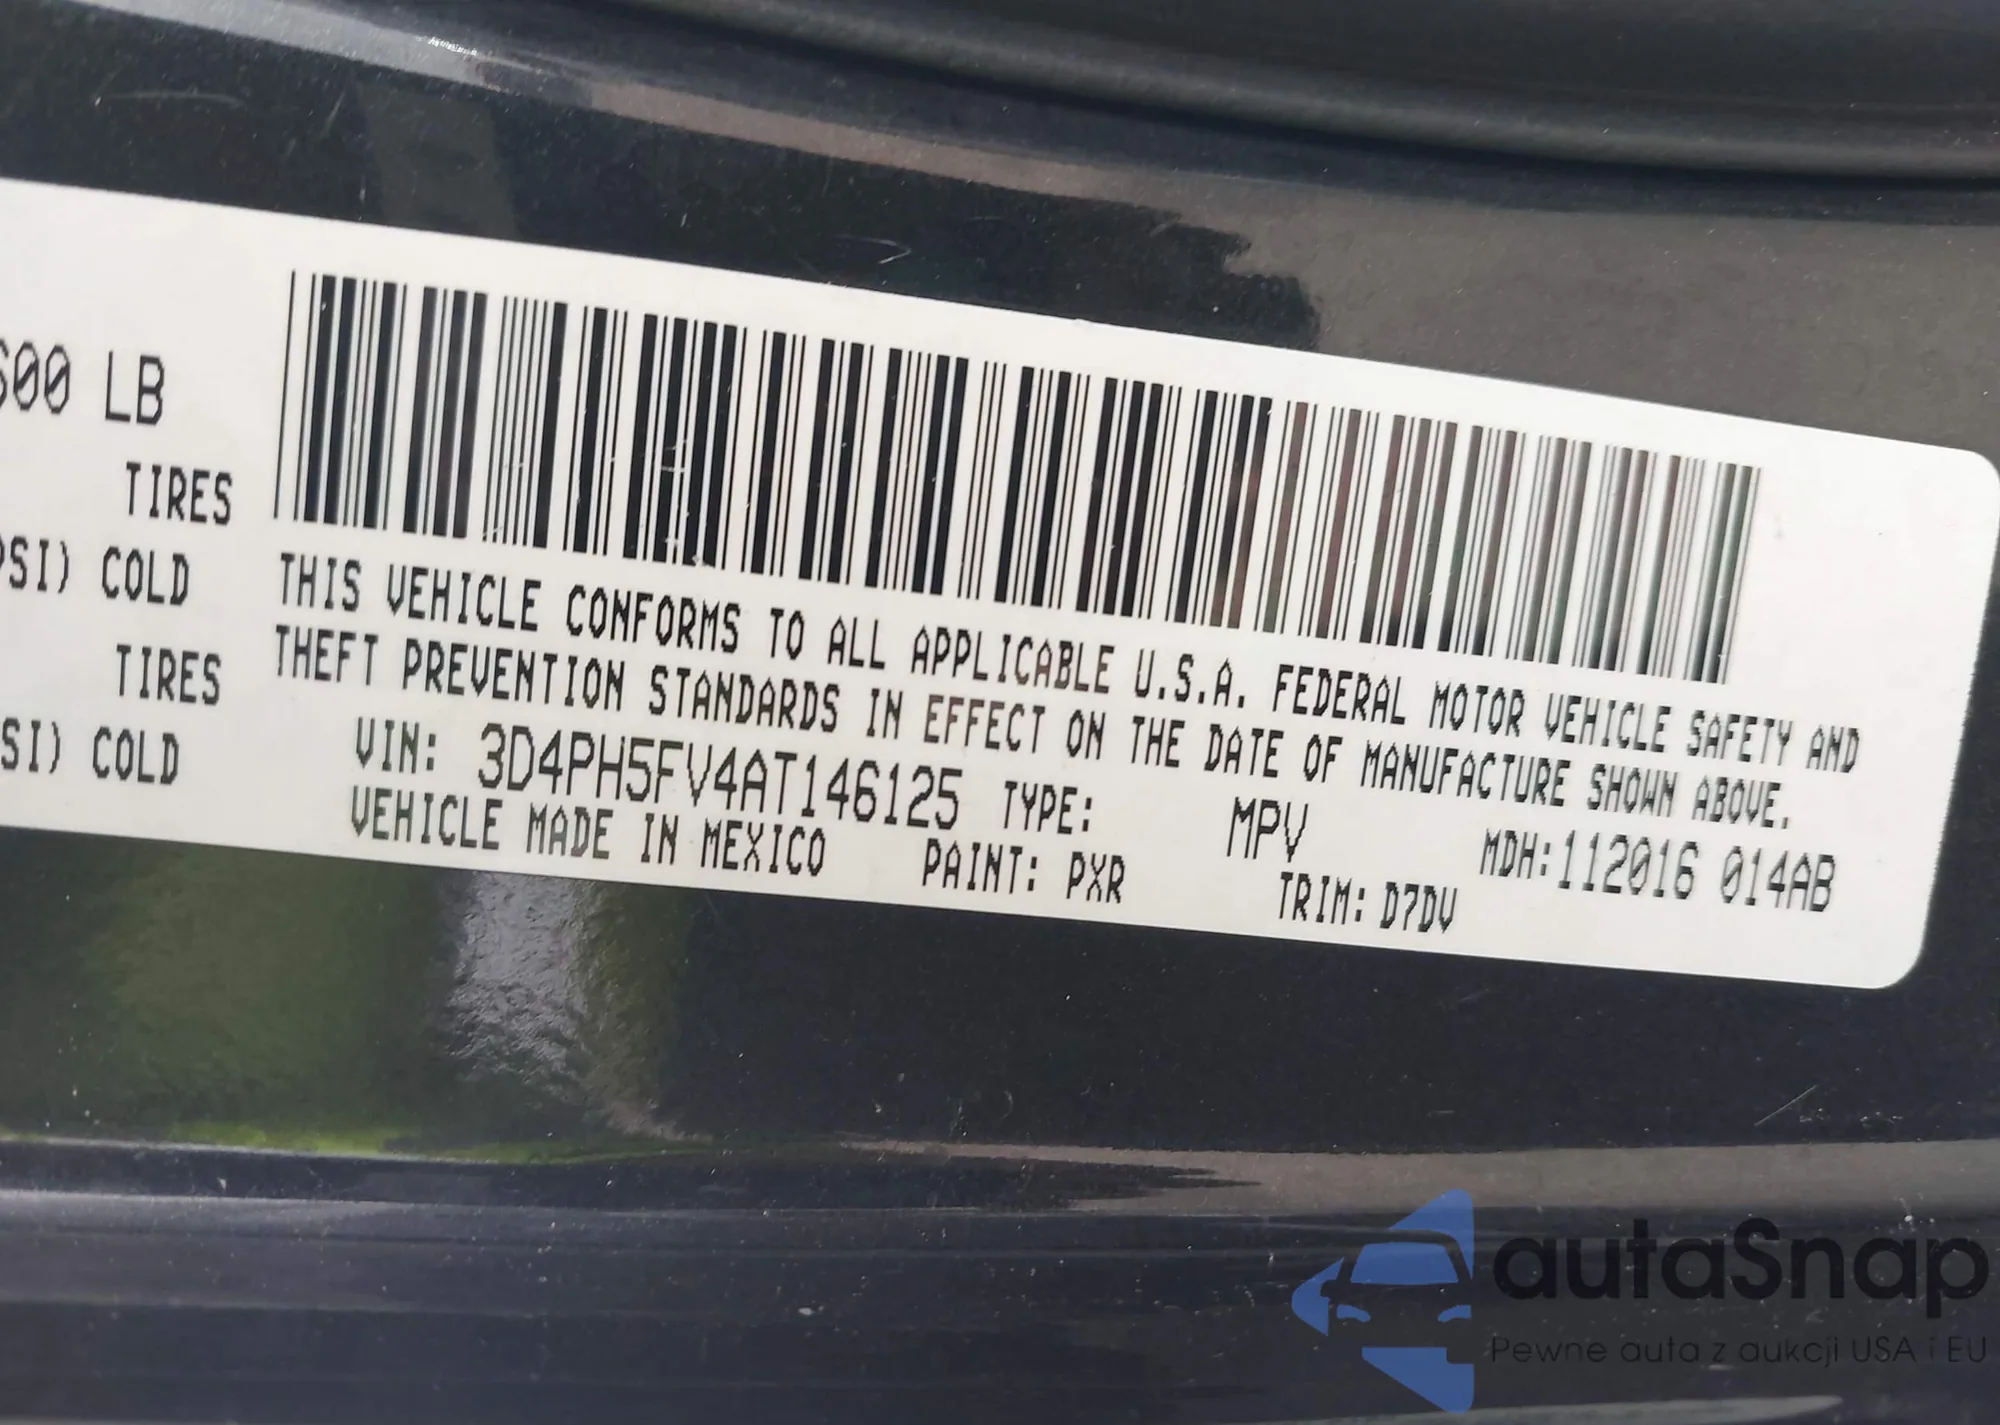 600 LB
TIRES
PSI) COLD
TIRES
SI) COLD
THIS VEHICLE CONFORMS TO ALL APPLICABLE U.S.A. FEDERAL MOTOR VEHICLE SAFETY AND
THEFT PREVENTION STANDARDS IN EFFECT ON THE DATE OF MANUFACTURE SHOWN ABOVE.
VIN: 3D4PH5FV4AT146125 TYPE: MPV MDH:112016 014AB
VEHICLE MADE IN MEXICO PAINT: PXR TRIM: D7DV
autaSnap
Pewne auta z aukcji USA i EU